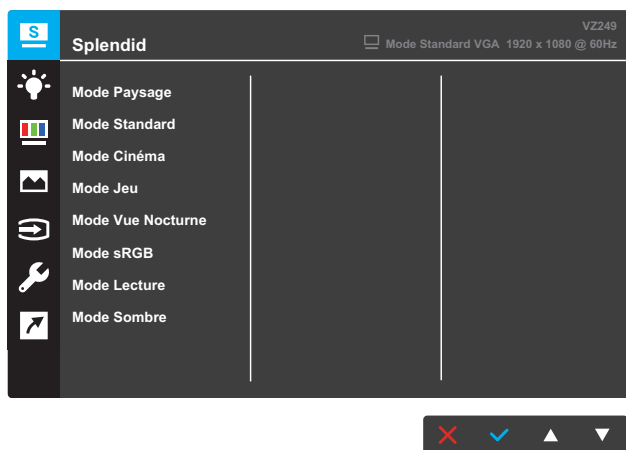 S
VZ249
Splendid
Mode Standard VGA 1920 x 1080 @ 60Hz
Mode Paysage
Mode Standard
Mode Cinéma
Mode Jeu
Mode Vue Nocturne
Mode sRGB
Mode Lecture
Mode Sombre